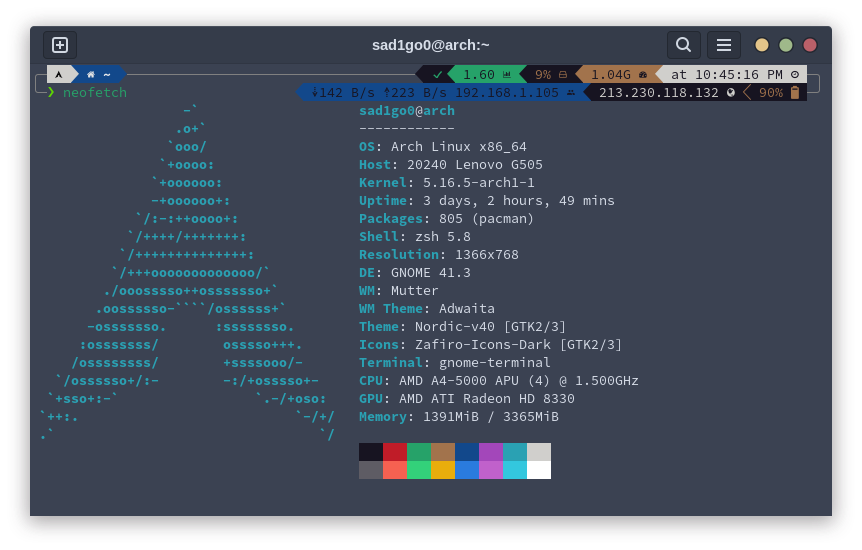 sad1go0@arch:~
~ 1.60 9% 1.04G at 10:45:16 PM
❯ neofetch 142 B/s 223 B/s 192.168.1.105 213.230.118.132 90%
-`
.o+`
`ooo/
`+oooo:
`+oooooo:
-+oooooo+:
`/:-:++oooo+:
`/++++/+++++++:
`/++++++++++++++:
`/+++ooooooooooooo/`
./ooosssso++osssssso+`
.oossssso-````/ossssss+`
-osssssso. :ssssssso.
:osssssss/ osssso+++.
/ossssssss/ +ssssooo/-
`/ossssso+/:- -:/+osssso+-
`+sso+:-` `.-/+oso:
`++:. `-/+/
.` `/
sad1go0@arch
------------
OS: Arch Linux x86_64
Host: 20240 Lenovo G505
Kernel: 5.16.5-arch1-1
Uptime: 3 days, 2 hours, 49 mins
Packages: 805 (pacman)
Shell: zsh 5.8
Resolution: 1366x768
DE: GNOME 41.3
WM: Mutter
WM Theme: Adwaita
Theme: Nordic-v40 [GTK2/3]
Icons: Zafiro-Icons-Dark [GTK2/3]
Terminal: gnome-terminal
CPU: AMD A4-5000 APU (4) @ 1.500GHz
GPU: AMD ATI Radeon HD 8330
Memory: 1391MiB / 3365MiB